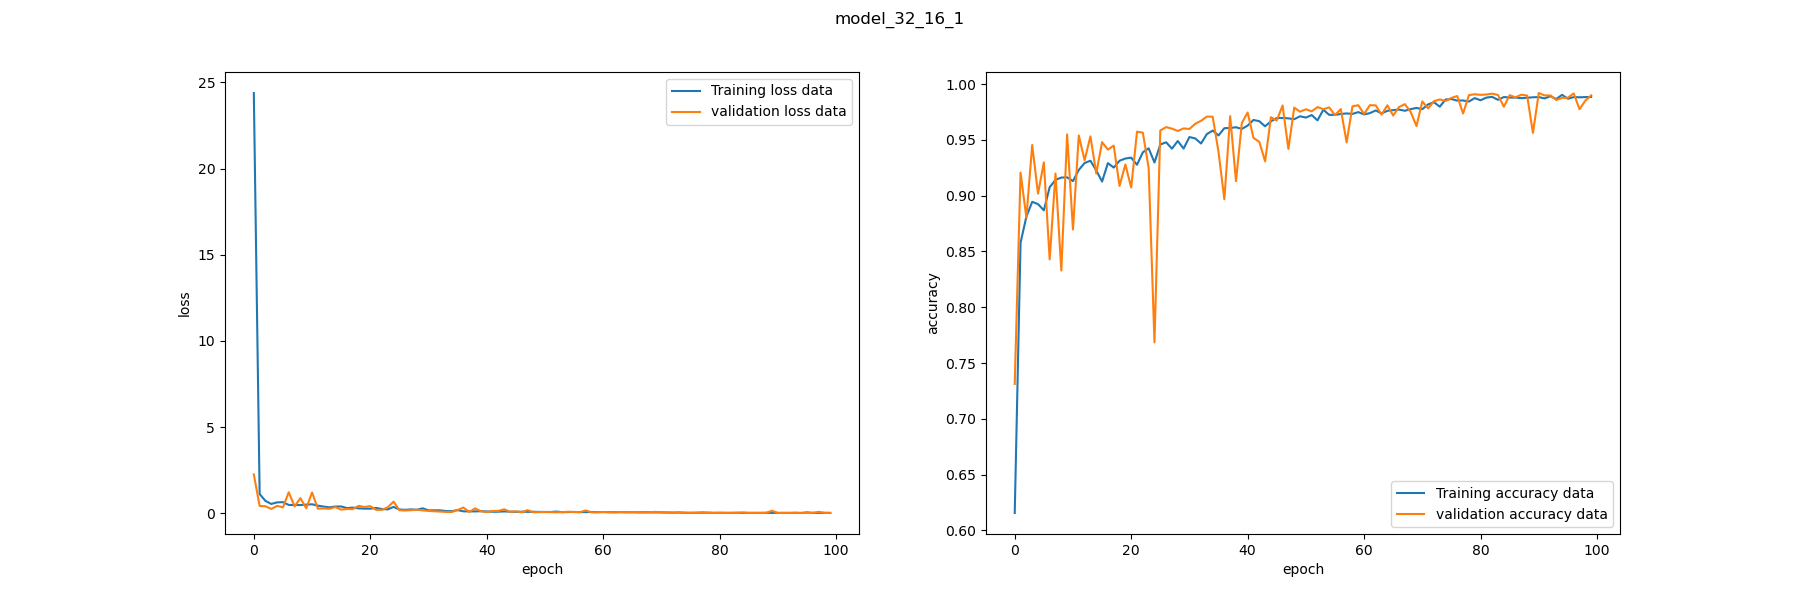 model_32_16_1
25
20
15
10
5
0
loss
0 20 40 60 80 100
epoch
Training loss data
validation loss data
1.00
0.95
0.90
0.85
0.80
0.75
0.70
0.65
0.60
accuracy
0 20 40 60 80 100
epoch
Training accuracy data
validation accuracy data